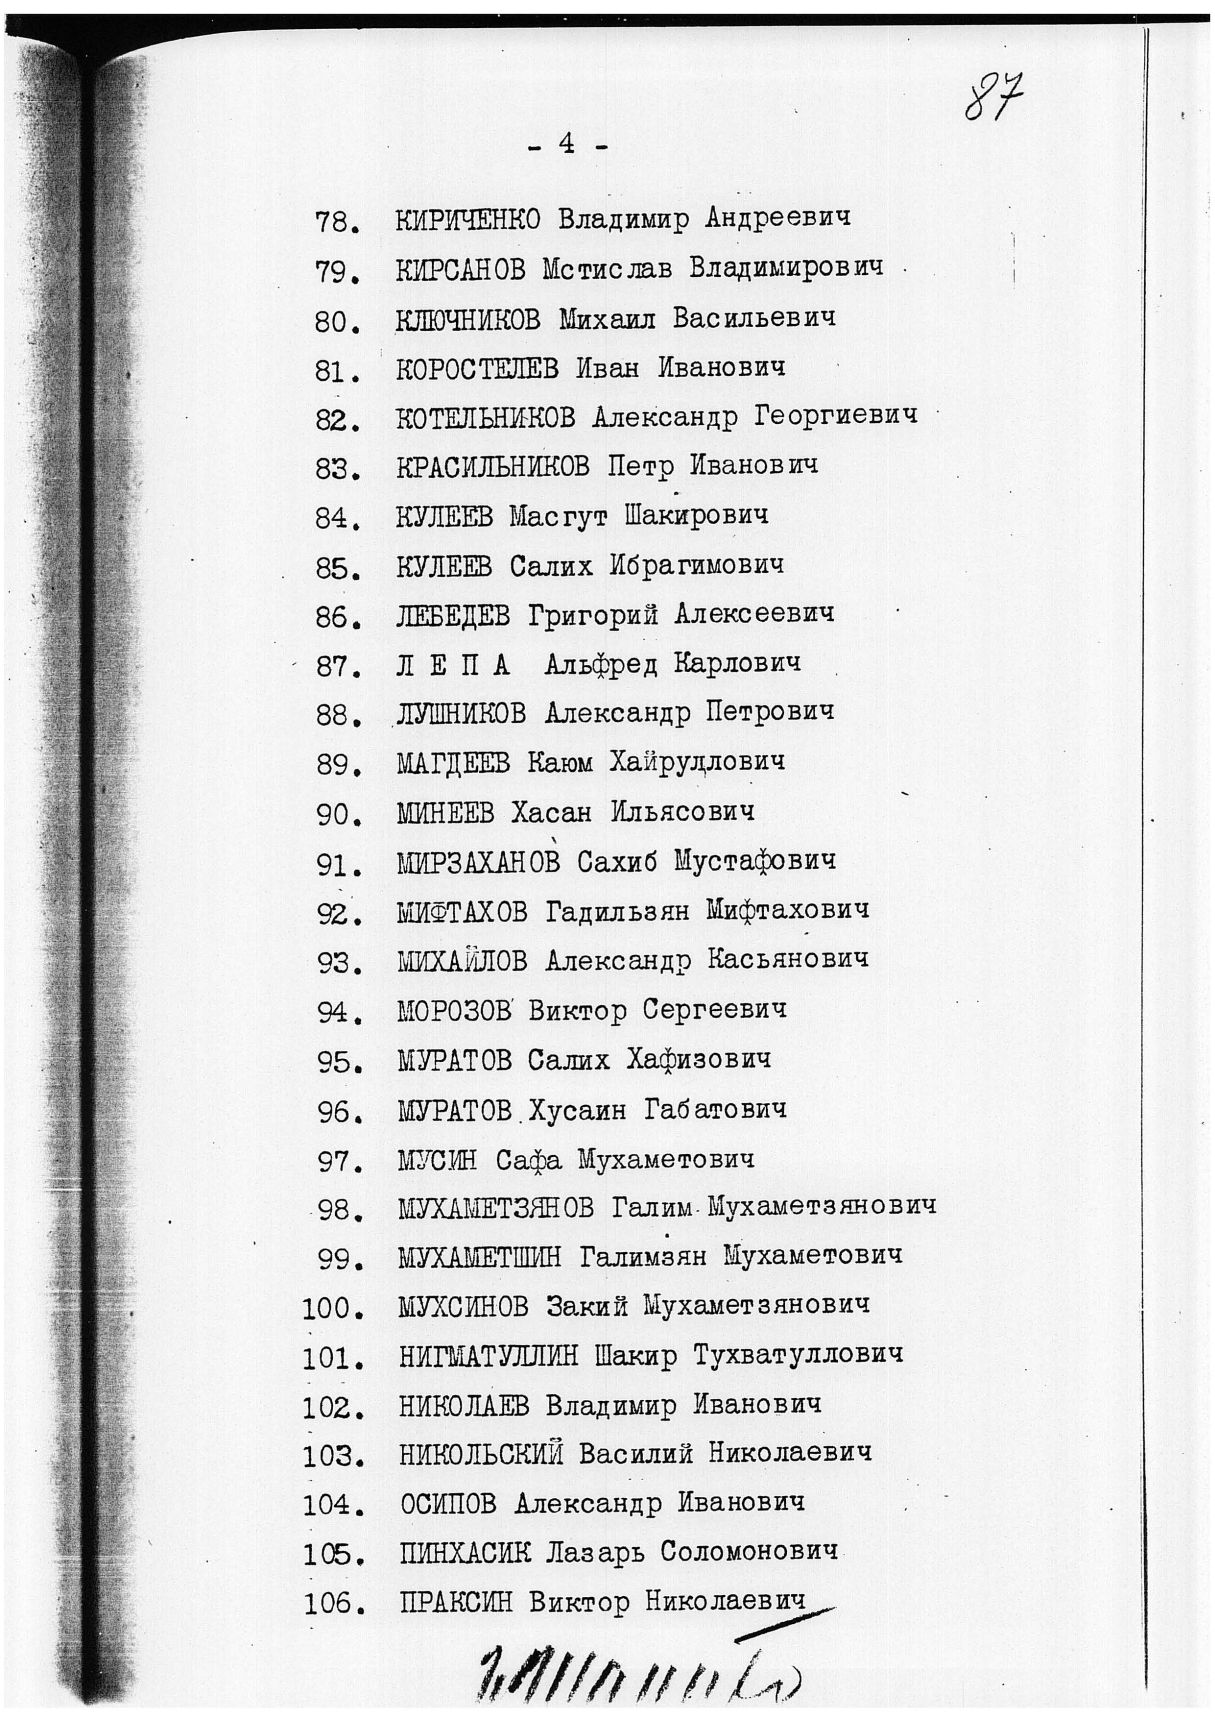 87
- 4 -
78. КИРИЧЕНКО Владимир Андреевич
79. КИРСАНОВ Мстислав Владимирович
80. КЛЮЧНИКОВ Михаил Васильевич
81. КОРОСТЕЛЕВ Иван Иванович
82. КОТЕЛЬНИКОВ Александр Георгиевич
83. КРАСИЛЬНИКОВ Петр Иванович
84. КУЛЕЕВ Масгут Шакирович
85. КУЛЕЕВ Салих Ибрагимович
86. ЛЕБЕДЕВ Григорий Алексеевич
87. Л Е П А Альфред Карлович
88. ЛУШНИКОВ Александр Петрович
89. МАГДЕЕВ Каюм Хайруцлович
90. МИНЕЕВ Хасан Ильясович
91. МИРЗАХАНОВ Сахиб Мустафович
92. МИФТАХОВ Гадильзян Мифтахович
93. МИХАЙЛОВ Александр Касьянович
94. МОРОЗОВ Виктор Сергеевич
95. МУРАТОВ Салих Хафизович
96. МУРАТОВ Хусаин Габатович
97. МУСИН Сафа Мухаметович
98. МУХАМЕТЗЯНОВ Галим Мухаметзянович
99. МУХАМЕТШИН Галимзян Мухаметович
100. МУХСИНОВ Закий Мухаметзянович
101. НИГМАТУЛЛИН Шакир Тухватуллович
102. НИКОЛАЕВ Владимир Иванович
103. НИКОЛЬСКИЙ Василий Николаевич
104. ОСИПОВ Александр Иванович
105. ПИНХАСИК Лазарь Соломонович
106. ПРАКСИН Виктор Николаевич